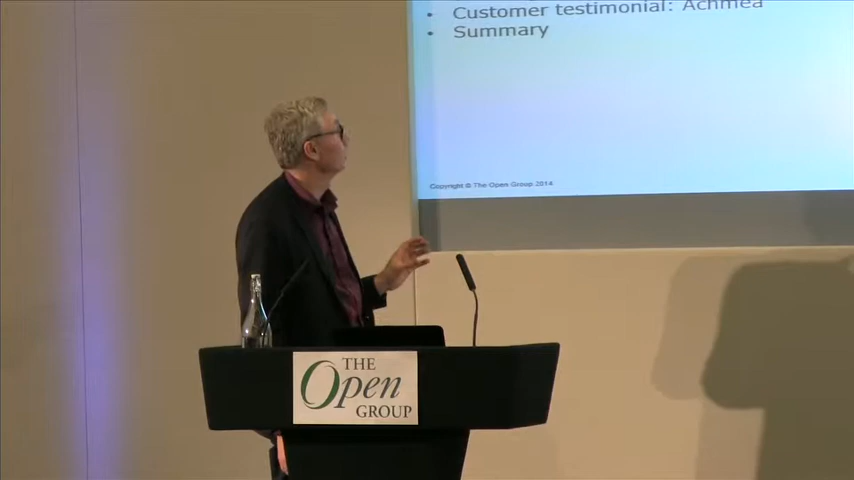 • Customer testimonial: Achmea
• Summary
Copyright © The Open Group 2014
THE
Open
GROUP